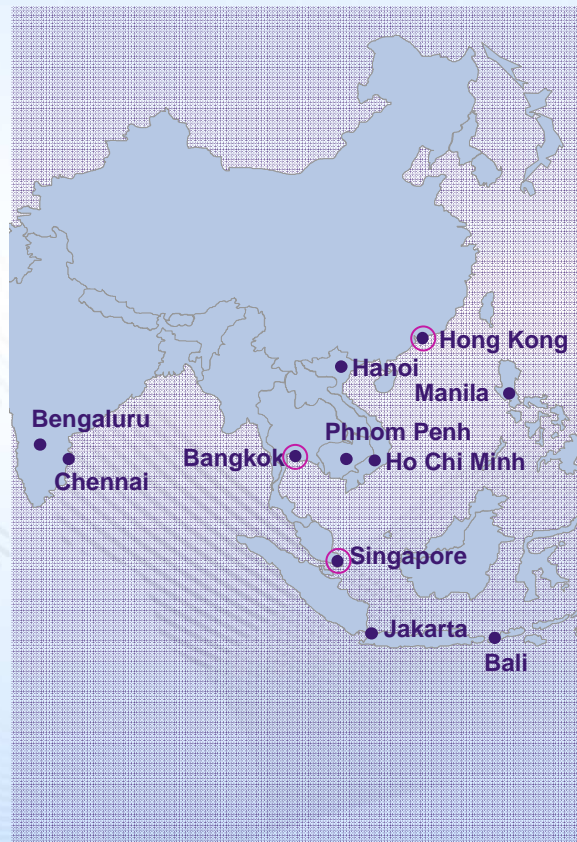 Hong Kong
Hanoi
Manila
Bengaluru
Phnom Penh
Bangkok
Ho Chi Minh
Chennai
Singapore
Jakarta
Bali